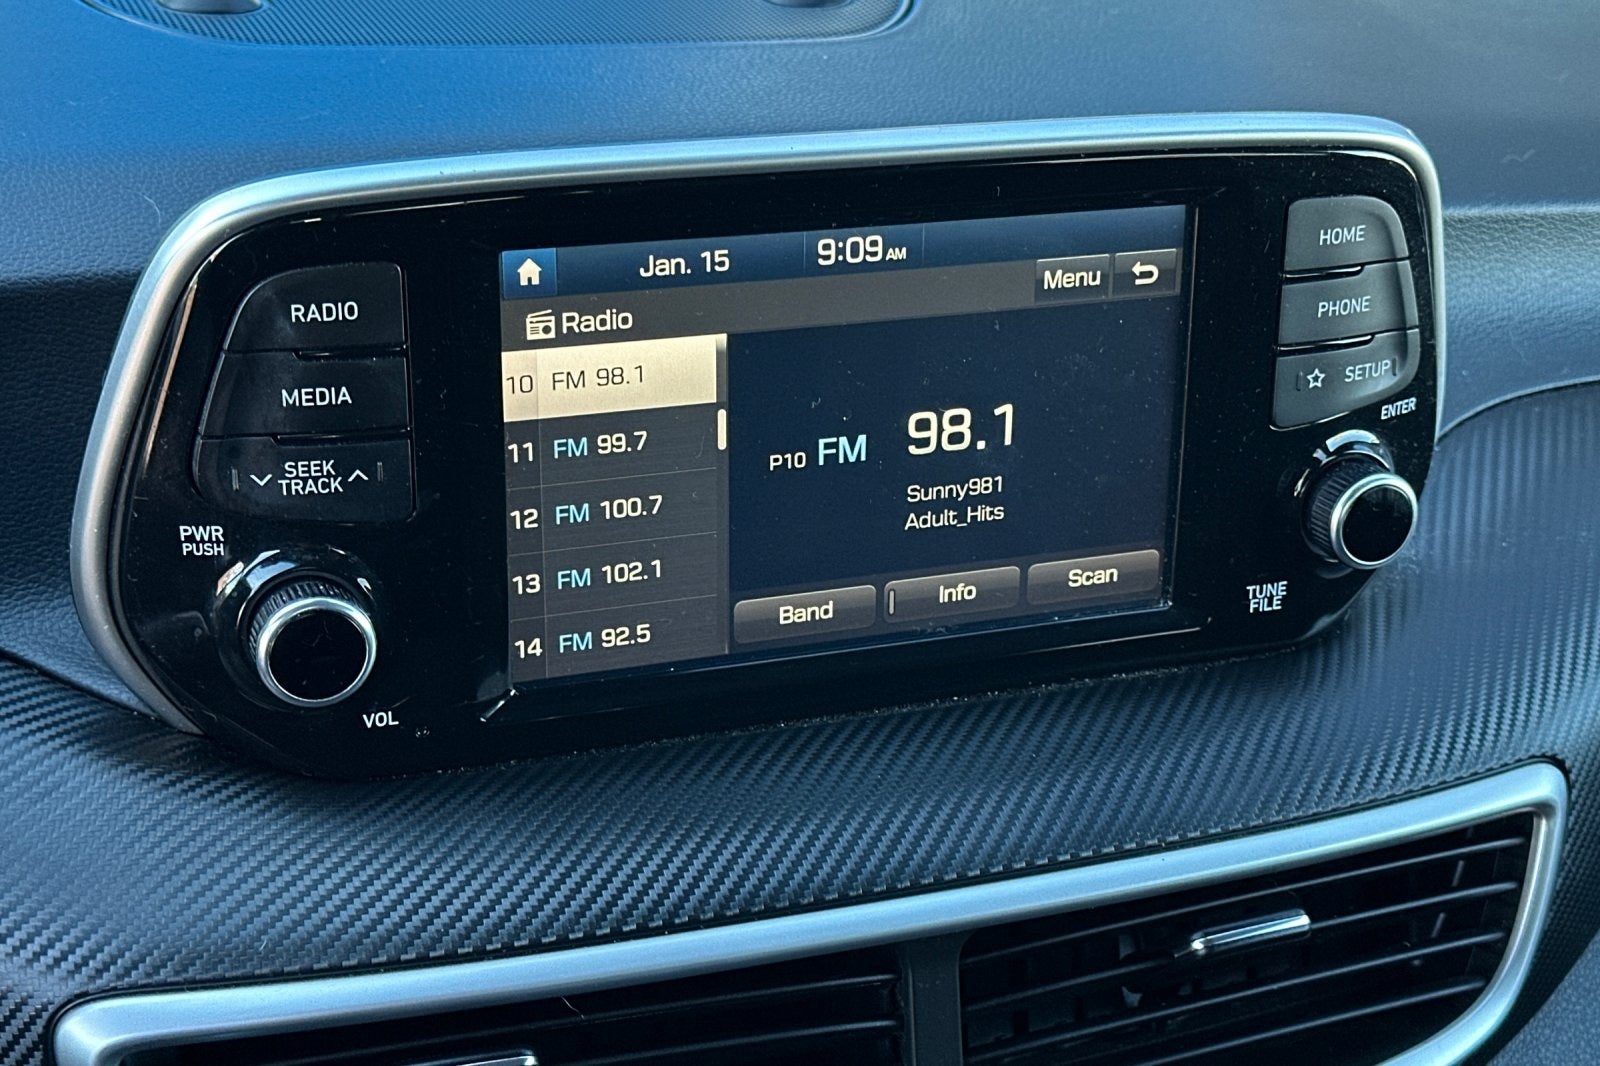 Jan. 15
9:09 AM
Menu
Radio
10 FM 98.1
11 FM 99.7
12 FM 100.7
13 FM 102.1
14 FM 92.5
P10 FM 98.1
Sunny981
Adult_Hits
Band
Info
Scan
RADIO
MEDIA
SEEK
TRACK
PWR
PUSH
VOL
HOME
PHONE
SETUP
ENTER
TUNE
FILE